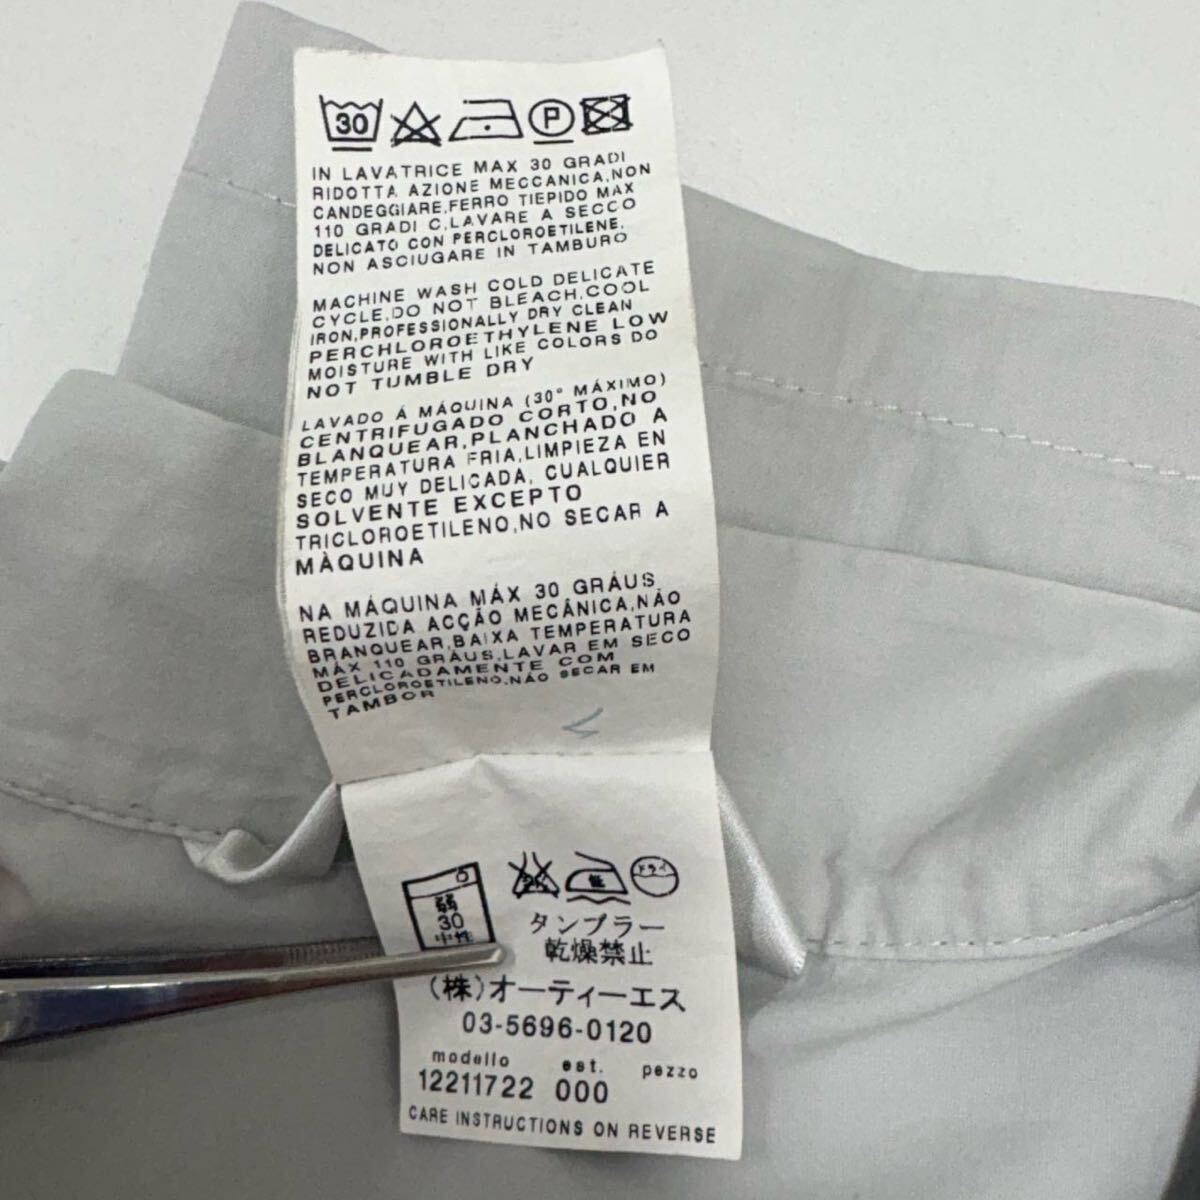 30 P
IN LAVATRICE MAX 30 GRADI
RIDOTTA AZIONE MECCANICA,NON
CANDEGGIARE,FERRO TIEPIDO MAX
110 GRADI C,LAVARE A SECCO
DELICATO CON PERCLOROETILENE,
NON ASCIUGARE IN TAMBURO
MACHINE WASH COLD DELICATE
CYCLE,DO NOT BLEACH,COOL
IRON,PROFESSIONALLY DRY CLEAN
PERCHLOROETHYLENE LOW
MOISTURE WITH LIKE COLORS DO
NOT TUMBLE DRY
LAVADO Á MÁQUINA (30° MÁXIMO)
CENTRIFUGADO CORTO,NO
BLANQUEAR,PLANCHADO A
TEMPERATURA FRIA,LIMPIEZA EN
SECO MUY DELICADA, CUALQUIER
SOLVENTE EXCEPTO
TRICLOROETILENO,NO SECAR A
MÀQUINA
NA MÁQUINA MÁX 30 GRÁUS,
REDUZIDA ACÇÃO MECÂNICA,NÃO
BRANQUEAR,BAIXA TEMPERATURA
MÁX 110 GRÁUS,LAVAR EM SECO
DELICADAMENTE COM
PERCLOROETILENO,NÃO SECAR EM
TAMBOR
弱
30
中性
低
ドライ
タンブラー
乾燥禁止
(株)オーティーエス
03-5696-0120
modello est. pezzo
12211722 000
CARE INSTRUCTIONS ON REVERSE